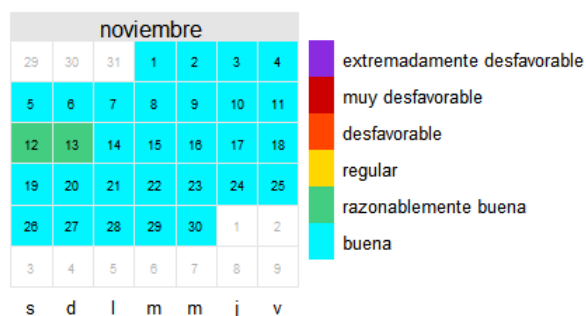 noviembre
29 30 31 1 2 3 4
5 6 7 8 9 10 11
12 13 14 15 16 17 18
19 20 21 22 23 24 25
26 27 28 29 30 1 2
3 4 5 6 7 8 9
s d l m m j v
extremadamente desfavorable
muy desfavorable
desfavorable
regular
razonablemente buena
buena